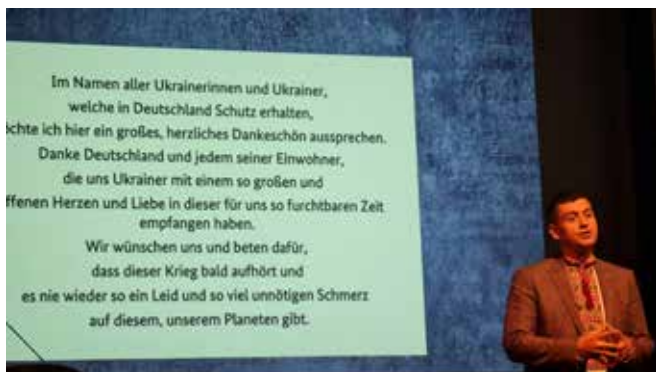 Im Namen aller Ukrainerinnen und Ukrainer,
welche in Deutschland Schutz erhalten,
öchte ich hier ein großes, herzliches Dankeschön aussprechen.
Danke Deutschland und jedem seiner Einwohner,
die uns Ukrainer mit einem so großen und
ffenen Herzen und Liebe in dieser für uns so furchtbaren Zeit
empfangen haben.
Wir wünschen uns und beten dafür,
dass dieser Krieg bald aufhört und
es nie wieder so ein Leid und so viel unnötigen Schmerz
auf diesem, unserem Planeten gibt.